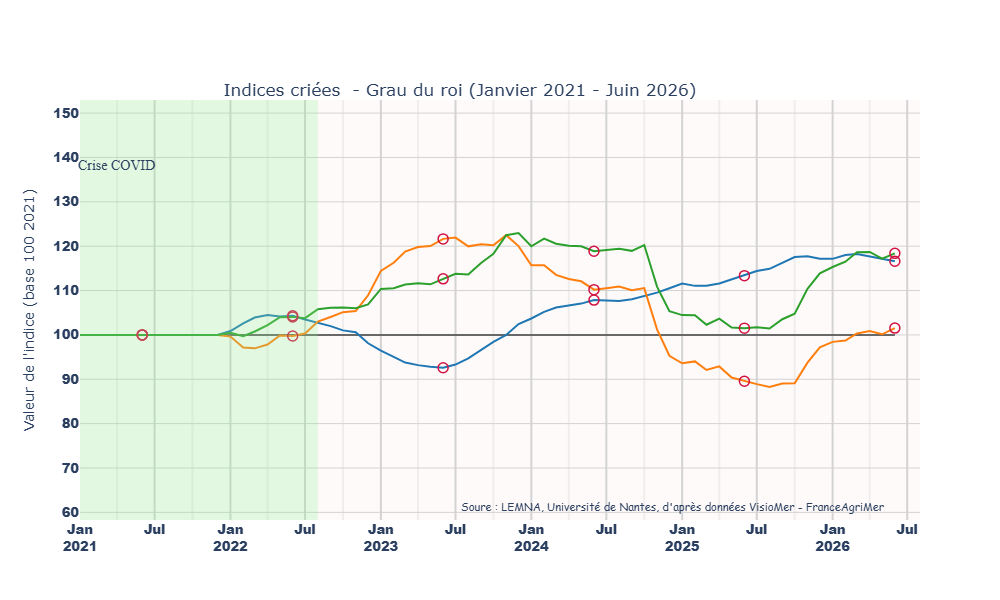 Indices criées  - Grau du roi (Janvier 2021 - Juin 2026)
Valeur de l'Indice (base 100 2021)
150
140
130
120
110
100
90
80
70
60
Crise COVID
Soure : LEMNA, Université de Nantes, d'après données VisioMer - FranceAgriMer
Jan Jul Jan Jul Jan Jul Jan Jul Jan Jul Jan Jul
2021 2022 2023 2024 2025 2026